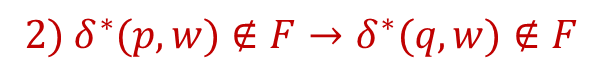 2) δ*(p, w) ∉ F → δ*(q, w) ∉ F